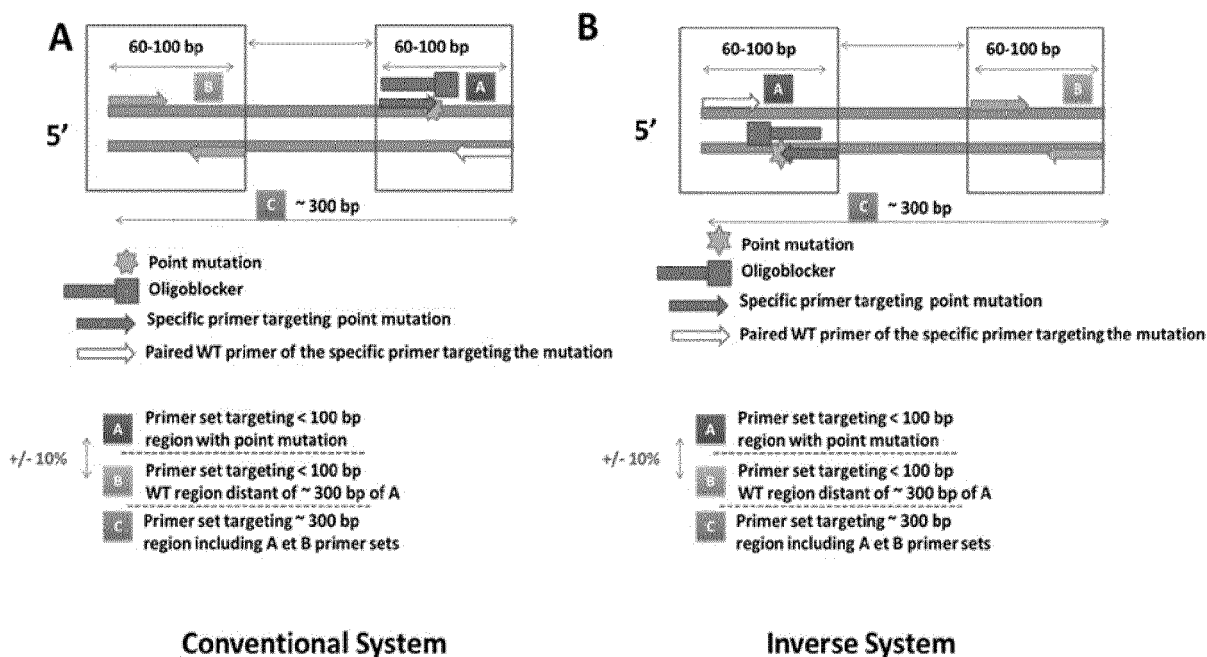 A
60-100 bp
60-100 bp
B
A
5’
C
~ 300 bp
Point mutation
Oligoblocker
Specific primer targeting point mutation
Paired WT primer of the specific primer targeting the mutation
+/- 10%
A
Primer set targeting < 100 bp
region with point mutation
B
Primer set targeting < 100 bp
WT region distant of ~ 300 bp of A
C
Primer set targeting ~ 300 bp
region including A et B primer sets
Conventional System
B
60-100 bp
60-100 bp
A
B
5’
C
~ 300 bp
Point mutation
Oligoblocker
Specific primer targeting point mutation
Paired WT primer of the specific primer targeting the mutation
+/- 10%
A
Primer set targeting < 100 bp
region with point mutation
B
Primer set targeting < 100 bp
WT region distant of ~ 300 bp of A
C
Primer set targeting ~ 300 bp
region including A et B primer sets
Inverse System